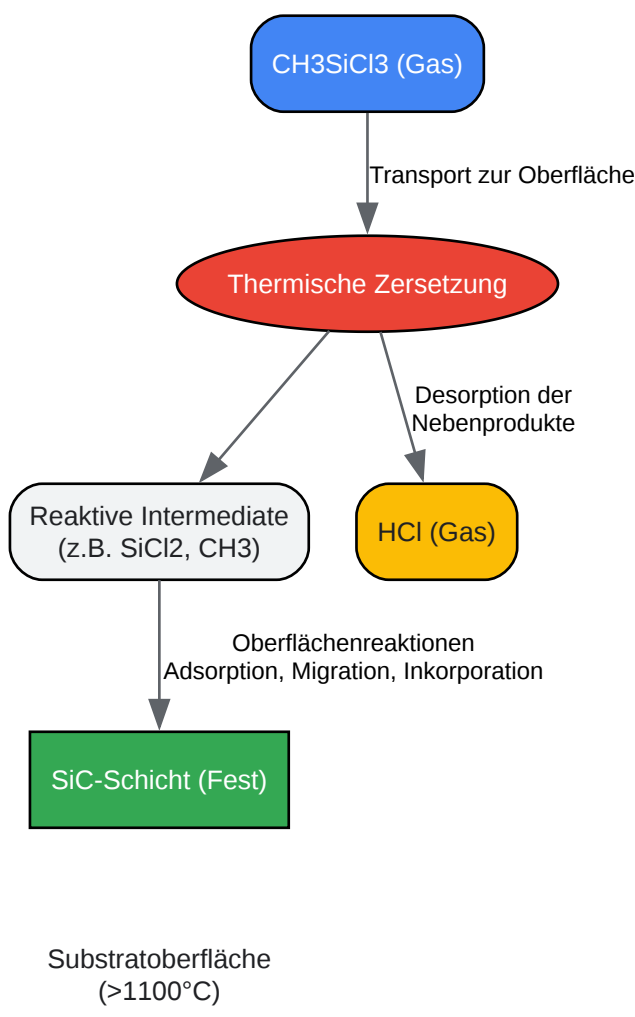 CH3SiCl3 (Gas)
Transport zur Oberfläche
Thermische Zersetzung
Desorption der
Nebenprodukte
Reaktive Intermediate
(z.B. SiCl2, CH3)
HCl (Gas)
Oberflächenreaktionen
Adsorption, Migration, Inkorporation
SiC-Schicht (Fest)
Substratoberfläche
(>1100°C)